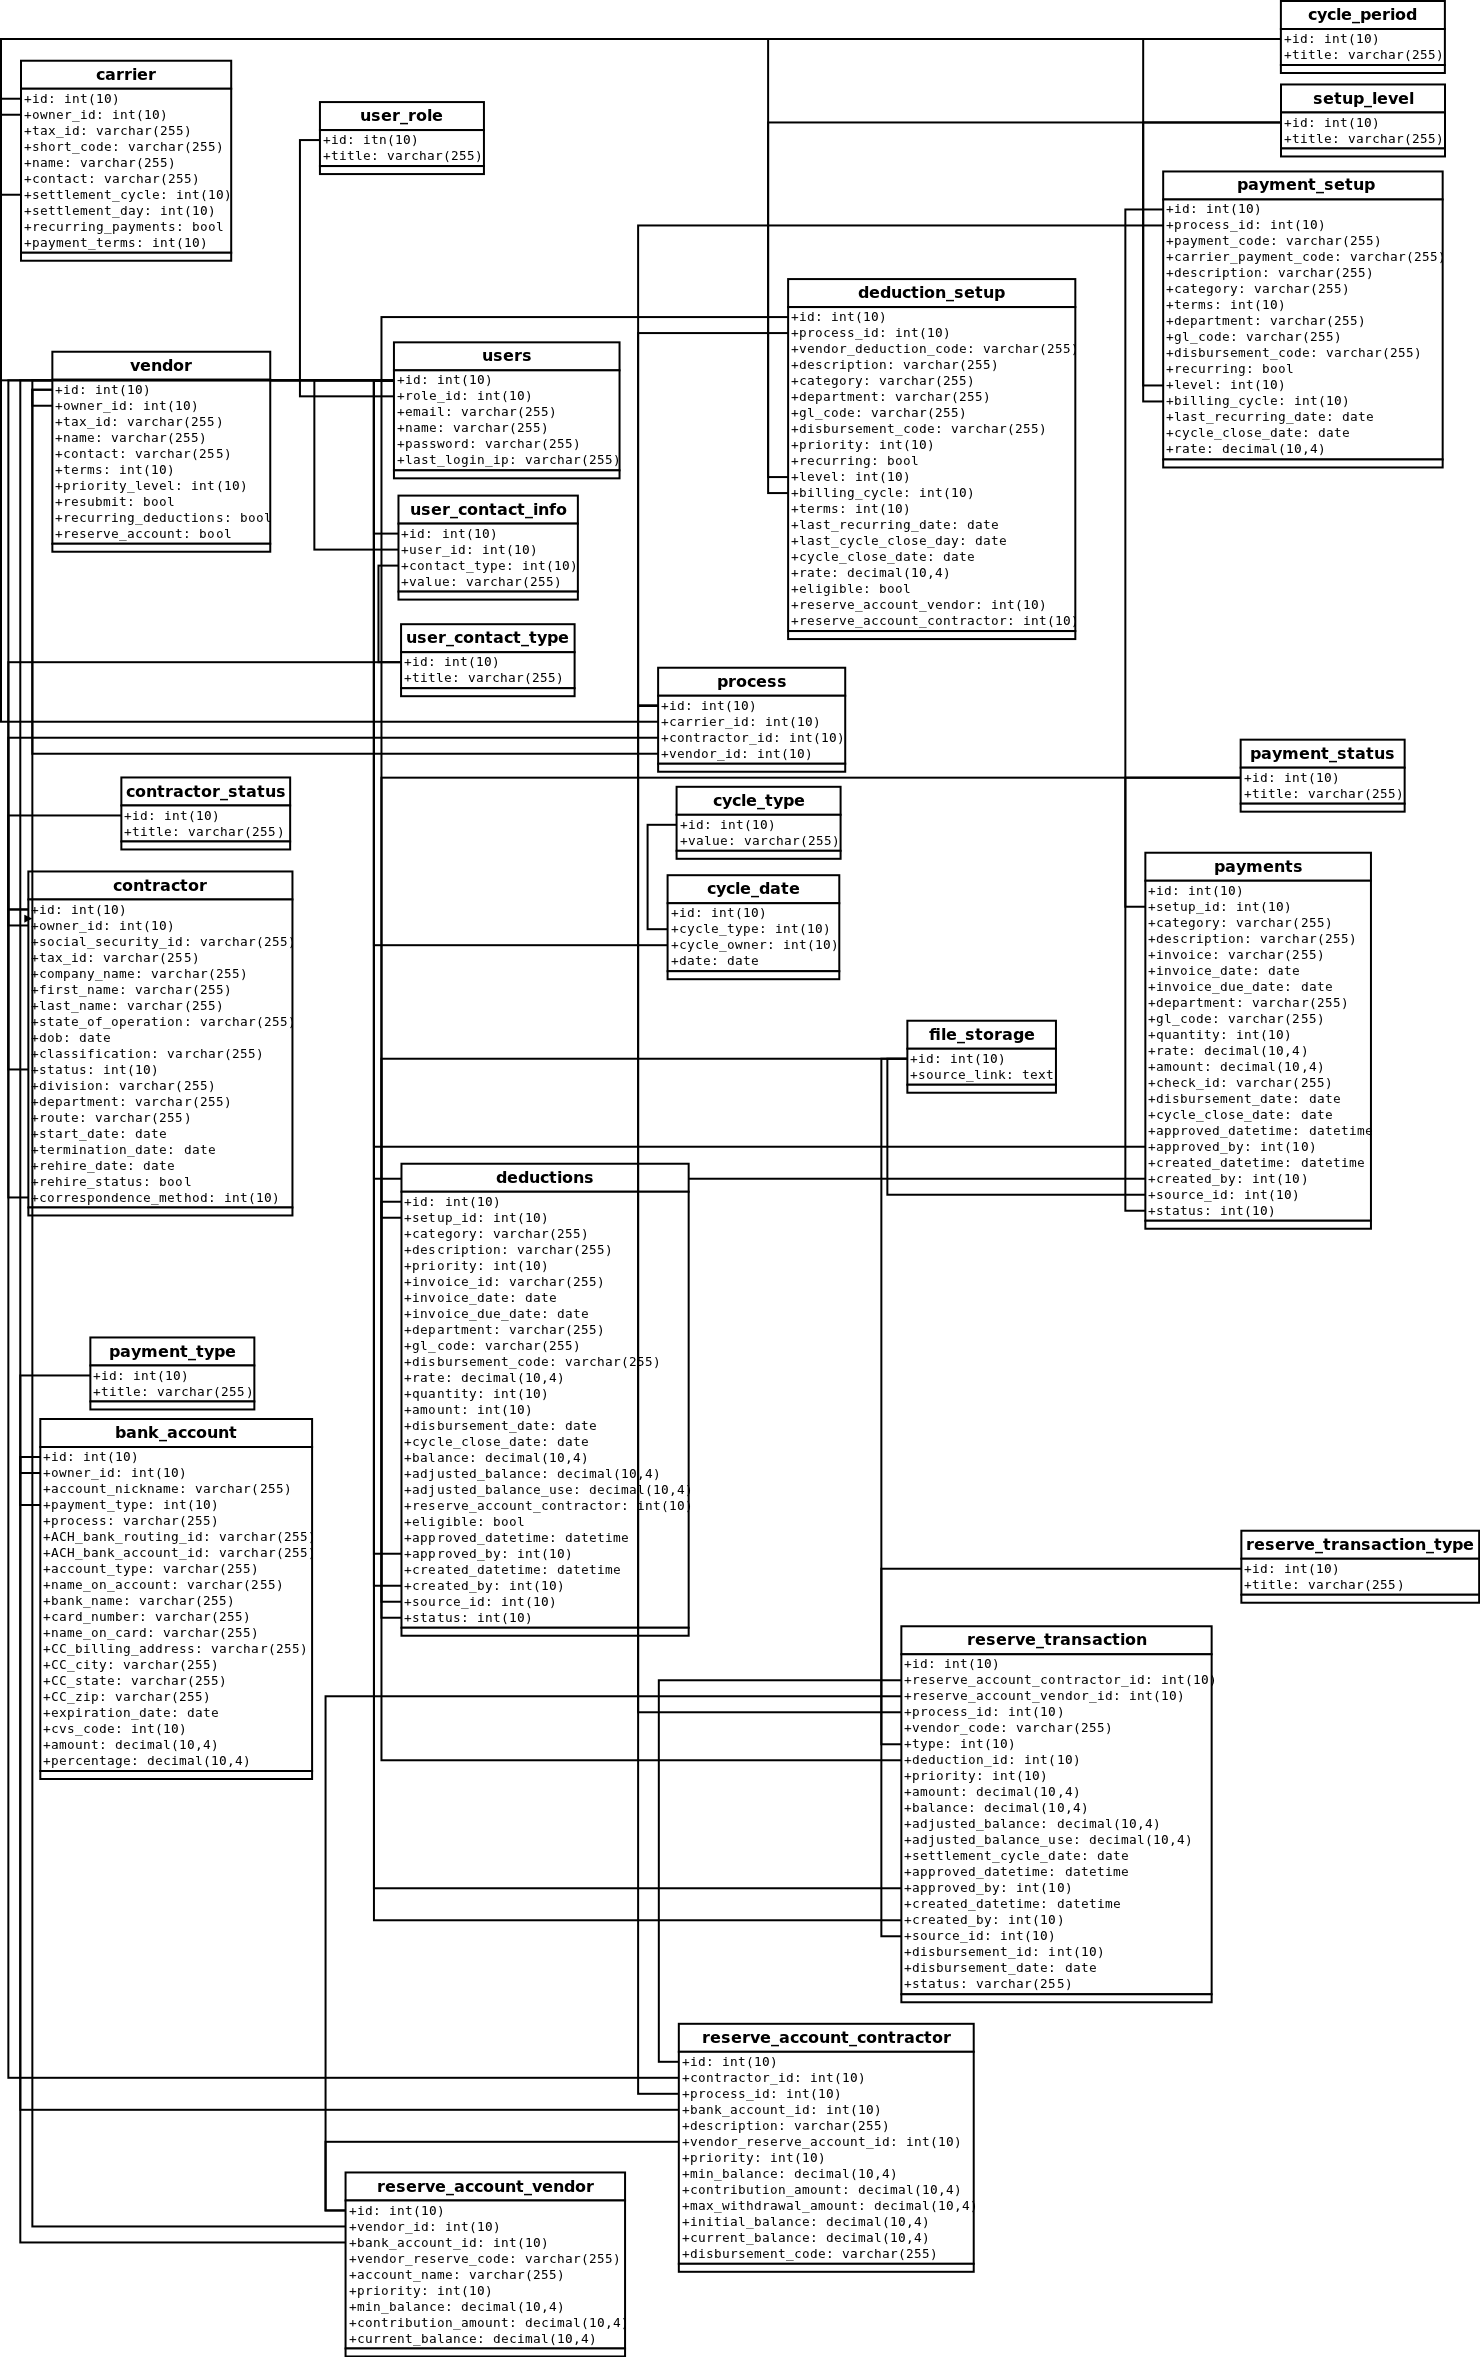 cycle_period
+id: int(10)
+title: varchar(255)
carrier
+id: int(10)
+owner_id: int(10)
+tax_id: varchar(255)
+short_code: varchar(255)
+name: varchar(255)
+contact: varchar(255)
+settlement_cycle: int(10)
+settlement_day: int(10)
+recurring_payments: bool
+payment_terms: int(10)
user_role
+id: itn(10)
+title: varchar(255)
setup_level
+id: int(10)
+title: varchar(255)
payment_setup
+id: int(10)
+process_id: int(10)
+payment_code: varchar(255)
+carrier_payment_code: varchar(255)
+description: varchar(255)
+category: varchar(255)
+terms: int(10)
+department: varchar(255)
+gl_code: varchar(255)
+disbursement_code: varchar(255)
+recurring: bool
+level: int(10)
+billing_cycle: int(10)
+last_recurring_date: date
+cycle_close_date: date
+rate: decimal(10,4)
deduction_setup
+id: int(10)
+process_id: int(10)
+vendor_deduction_code: varchar(255)
+description: varchar(255)
+category: varchar(255)
+department: varchar(255)
+gl_code: varchar(255)
+disbursement_code: varchar(255)
+priority: int(10)
+recurring: bool
+level: int(10)
+billing_cycle: int(10)
+terms: int(10)
+last_recurring_date: date
+last_cycle_close_day: date
+cycle_close_date: date
+rate: decimal(10,4)
+eligible: bool
+reserve_account_vendor: int(10)
+reserve_account_contractor: int(10)
vendor
+id: int(10)
+owner_id: int(10)
+tax_id: varchar(255)
+name: varchar(255)
+contact: varchar(255)
+terms: int(10)
+priority_level: int(10)
+resubmit: bool
+recurring_deductions: bool
+reserve_account: bool
users
+id: int(10)
+role_id: int(10)
+email: varchar(255)
+name: varchar(255)
+password: varchar(255)
+last_login_ip: varchar(255)
user_contact_info
+id: int(10)
+user_id: int(10)
+contact_type: int(10)
+value: varchar(255)
user_contact_type
+id: int(10)
+title: varchar(255)
process
+id: int(10)
+carrier_id: int(10)
+contractor_id: int(10)
+vendor_id: int(10)
payment_status
+id: int(10)
+title: varchar(255)
contractor_status
+id: int(10)
+title: varchar(255)
cycle_type
+id: int(10)
+value: varchar(255)
cycle_date
+id: int(10)
+cycle_type: int(10)
+cycle_owner: int(10)
+date: date
contractor
+id: int(10)
+owner_id: int(10)
+social_security_id: varchar(255)
+tax_id: varchar(255)
+company_name: varchar(255)
+first_name: varchar(255)
+last_name: varchar(255)
+state_of_operation: varchar(255)
+dob: date
+classification: varchar(255)
+status: int(10)
+division: varchar(255)
+department: varchar(255)
+route: varchar(255)
+start_date: date
+termination_date: date
+rehire_date: date
+rehire_status: bool
+correspondence_method: int(10)
payments
+id: int(10)
+setup_id: int(10)
+category: varchar(255)
+description: varchar(255)
+invoice: varchar(255)
+invoice_date: date
+invoice_due_date: date
+department: varchar(255)
+gl_code: varchar(255)
+quantity: int(10)
+rate: decimal(10,4)
+amount: decimal(10,4)
+check_id: varchar(255)
+disbursement_date: date
+cycle_close_date: date
+approved_datetime: datetime
+approved_by: int(10)
+created_datetime: datetime
+created_by: int(10)
+source_id: int(10)
+status: int(10)
file_storage
+id: int(10)
+source_link: text
deductions
+id: int(10)
+setup_id: int(10)
+category: varchar(255)
+description: varchar(255)
+priority: int(10)
+invoice_id: varchar(255)
+invoice_date: date
+invoice_due_date: date
+department: varchar(255)
+gl_code: varchar(255)
+disbursement_code: varchar(255)
+rate: decimal(10,4)
+quantity: int(10)
+amount: int(10)
+disbursement_date: date
+cycle_close_date: date
+balance: decimal(10,4)
+adjusted_balance: decimal(10,4)
+adjusted_balance_use: decimal(10,4)
+reserve_account_contractor: int(10)
+eligible: bool
+approved_datetime: datetime
+approved_by: int(10)
+created_datetime: datetime
+created_by: int(10)
+source_id: int(10)
+status: int(10)
payment_type
+id: int(10)
+title: varchar(255)
bank_account
+id: int(10)
+owner_id: int(10)
+account_nickname: varchar(255)
+payment_type: int(10)
+process: varchar(255)
+ACH_bank_routing_id: varchar(255)
+ACH_bank_account_id: varchar(255)
+account_type: varchar(255)
+name_on_account: varchar(255)
+bank_name: varchar(255)
+card_number: varchar(255)
+name_on_card: varchar(255)
+CC_billing_address: varchar(255)
+CC_city: varchar(255)
+CC_state: varchar(255)
+CC_zip: varchar(255)
+expiration_date: date
+cvs_code: int(10)
+amount: decimal(10,4)
+percentage: decimal(10,4)
reserve_transaction_type
+id: int(10)
+title: varchar(255)
reserve_transaction
+id: int(10)
+reserve_account_contractor_id: int(10)
+reserve_account_vendor_id: int(10)
+process_id: int(10)
+vendor_code: varchar(255)
+type: int(10)
+deduction_id: int(10)
+priority: int(10)
+amount: decimal(10,4)
+balance: decimal(10,4)
+adjusted_balance: decimal(10,4)
+adjusted_balance_use: decimal(10,4)
+settlement_cycle_date: date
+approved_datetime: datetime
+approved_by: int(10)
+created_datetime: datetime
+created_by: int(10)
+source_id: int(10)
+disbursement_id: int(10)
+disbursement_date: date
+status: varchar(255)
reserve_account_contractor
+id: int(10)
+contractor_id: int(10)
+process_id: int(10)
+bank_account_id: int(10)
+description: varchar(255)
+vendor_reserve_account_id: int(10)
+priority: int(10)
+min_balance: decimal(10,4)
+contribution_amount: decimal(10,4)
+max_withdrawal_amount: decimal(10,4)
+initial_balance: decimal(10,4)
+current_balance: decimal(10,4)
+disbursement_code: varchar(255)
reserve_account_vendor
+id: int(10)
+vendor_id: int(10)
+bank_account_id: int(10)
+vendor_reserve_code: varchar(255)
+account_name: varchar(255)
+priority: int(10)
+min_balance: decimal(10,4)
+contribution_amount: decimal(10,4)
+current_balance: decimal(10,4)